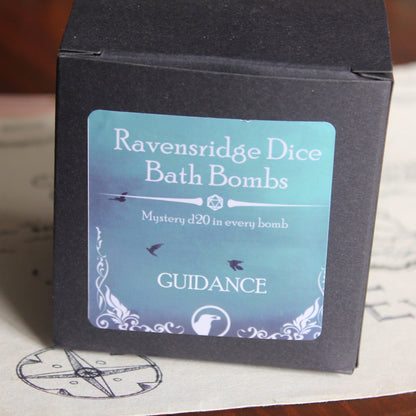 Ravensridge Dice
Bath Bombs
Mystery d20 in every bomb
GUIDANCE